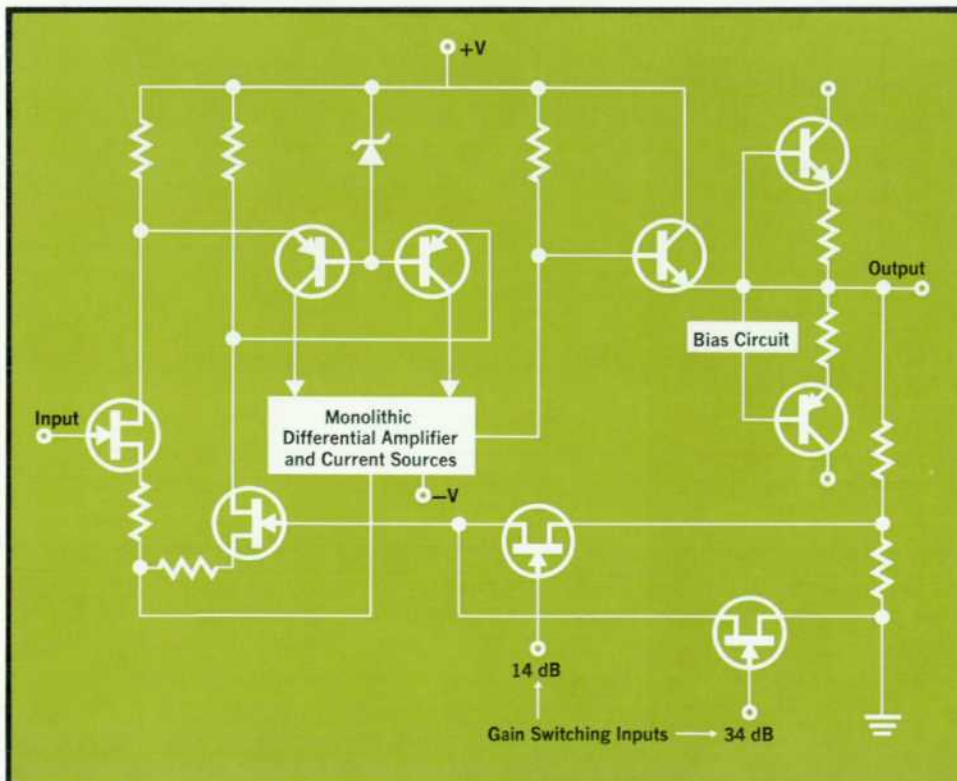 +V
Output
Bias Circuit
Input
Monolithic
Differential Amplifier
and Current Sources
—V
14 dB
Gain Switching Inputs
34 dB